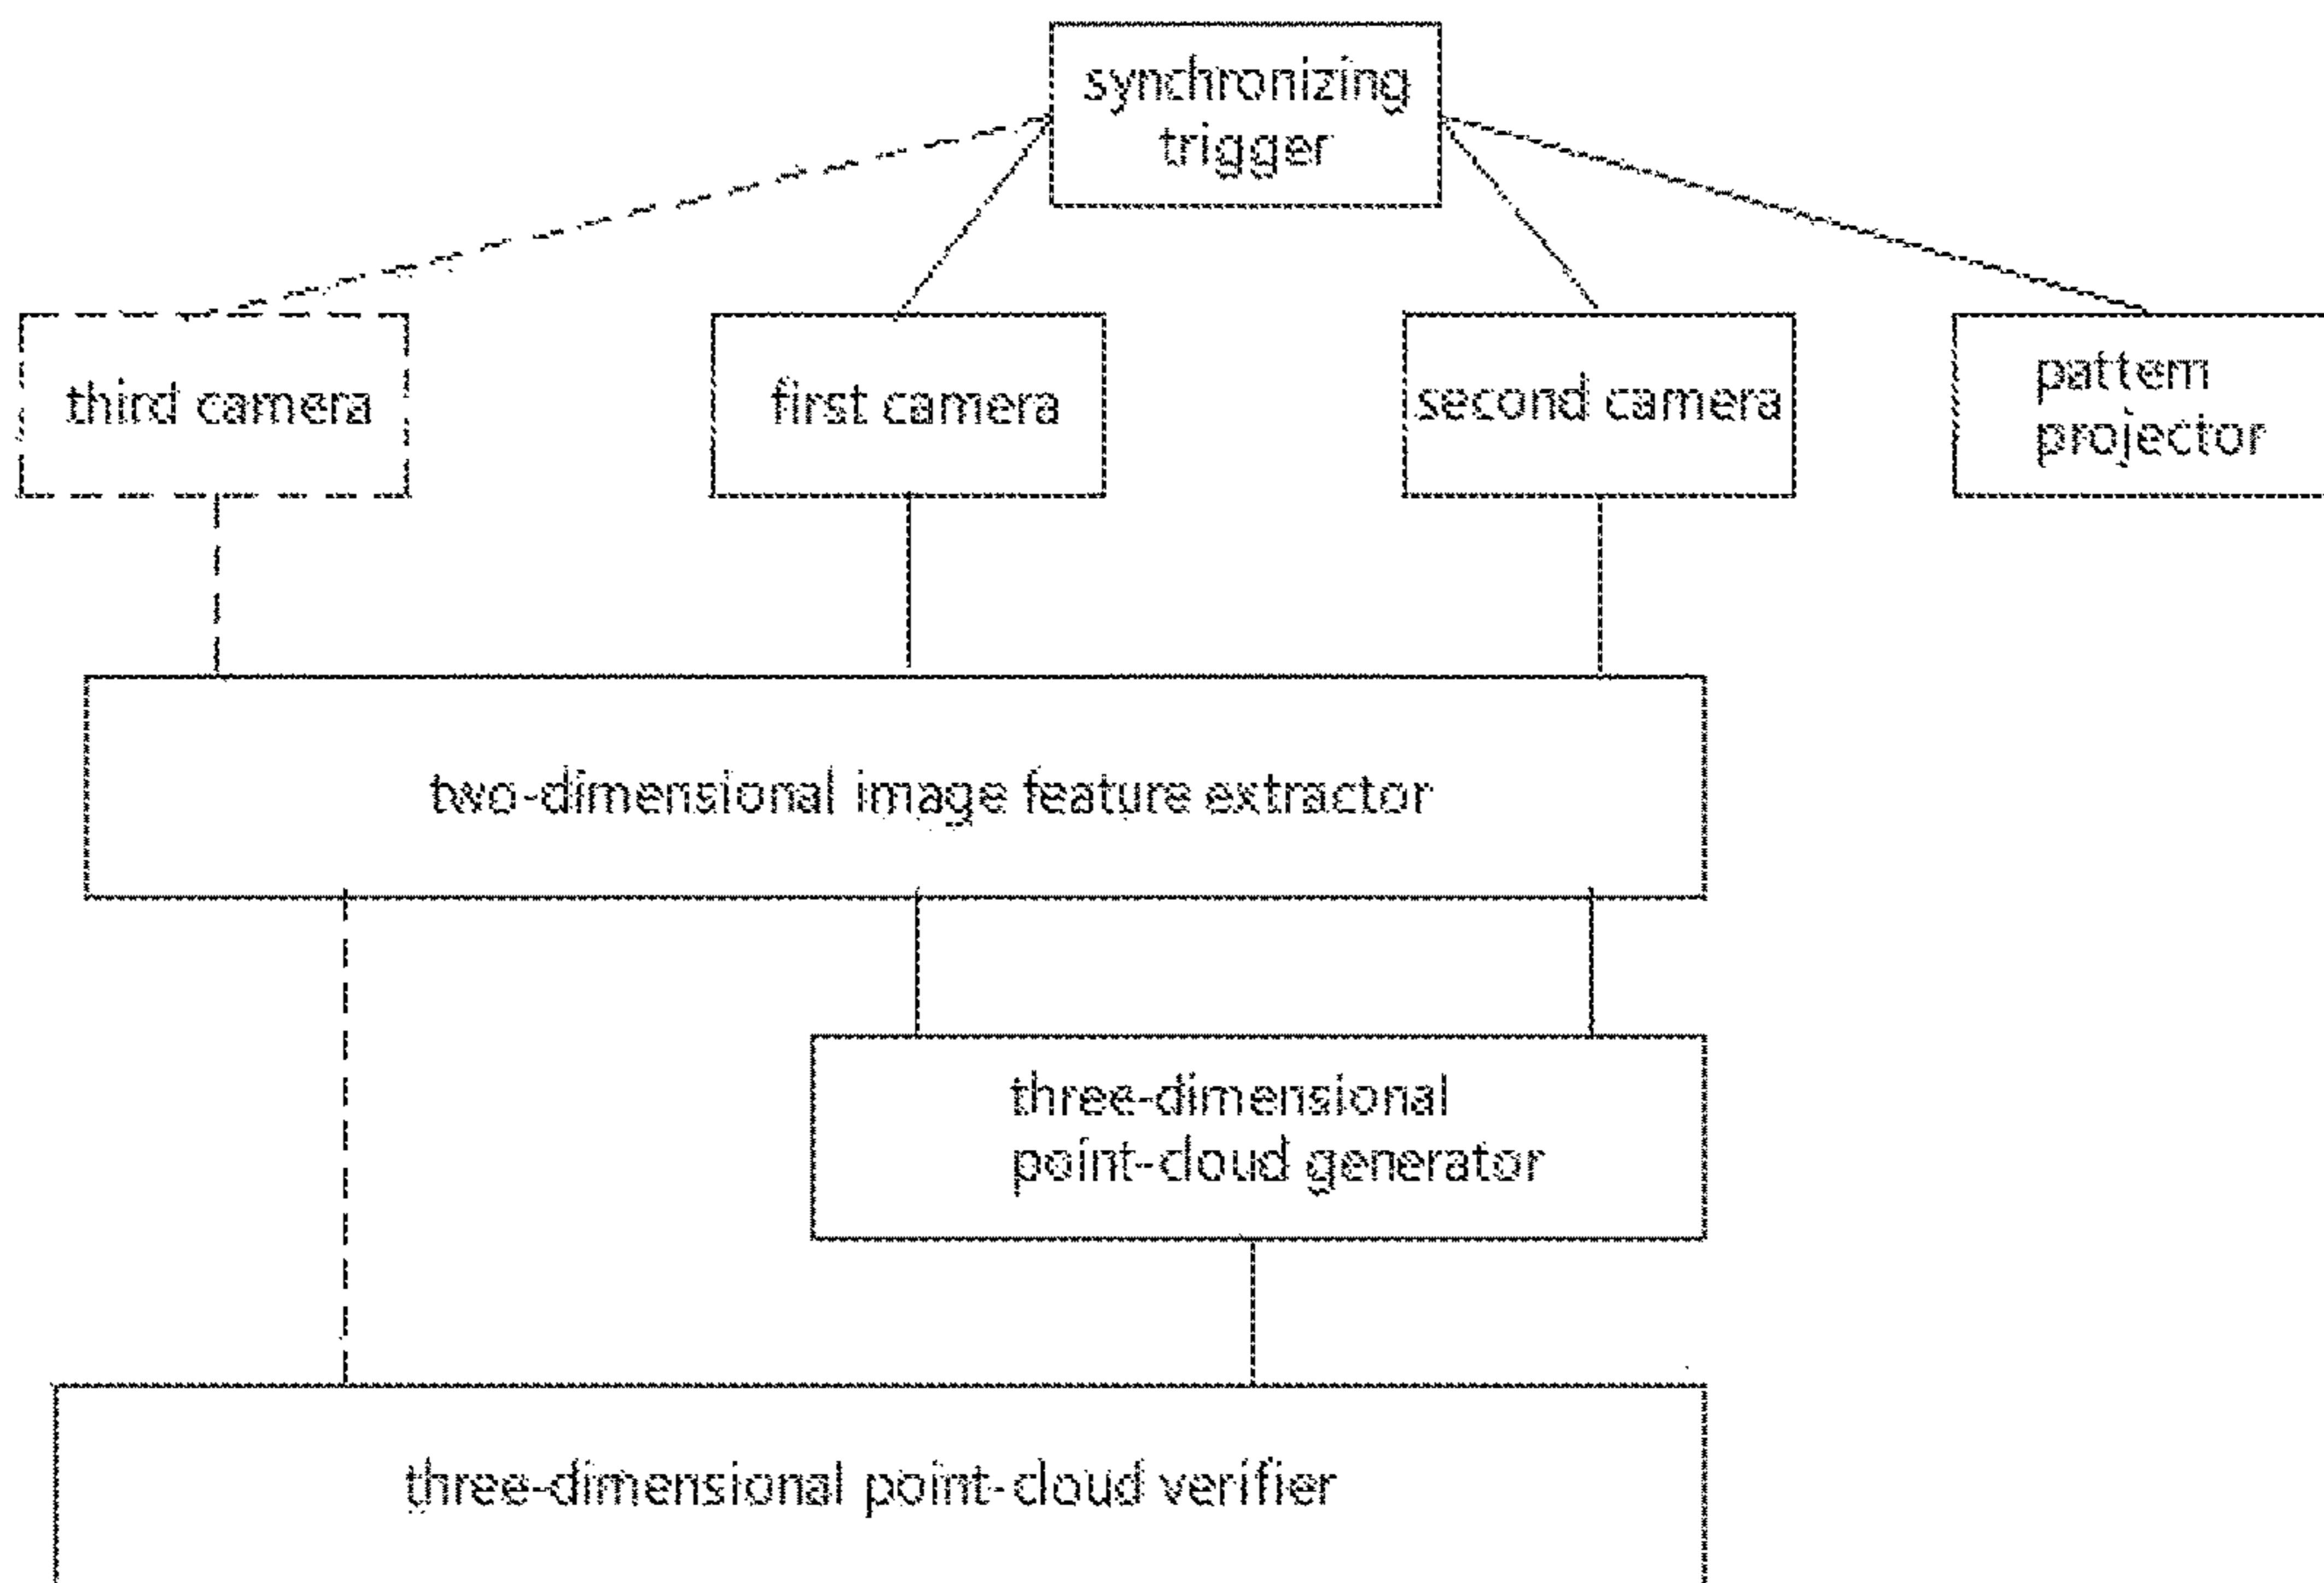 synchronizing
trigger
third camera
first camera
second camera
pattern
projector
two-dimensional image feature extractor
three-dimensional
point-cloud generator
three-dimensional point-cloud verifier